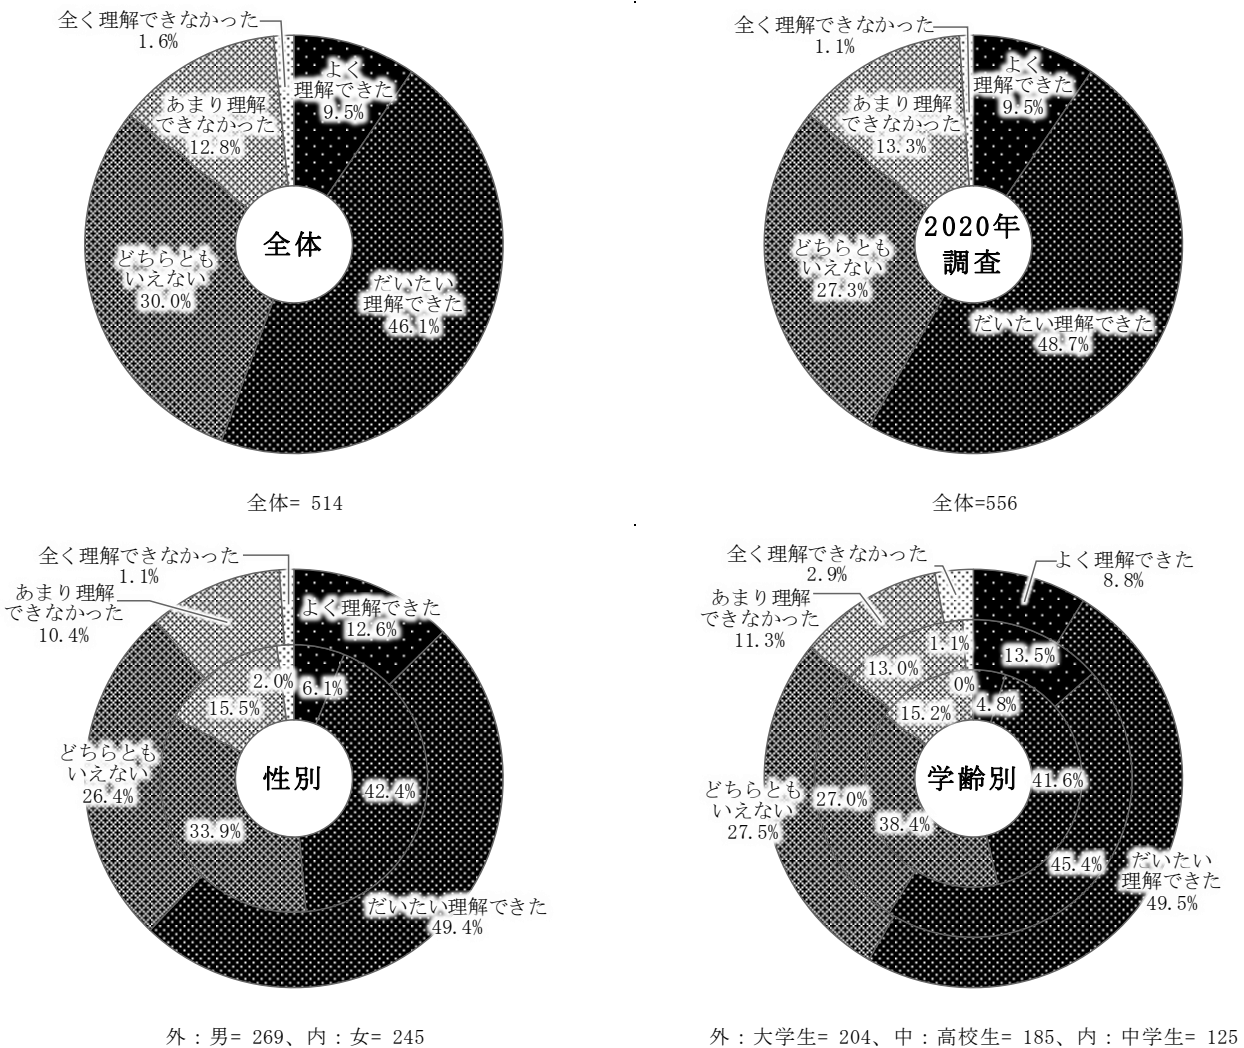 全く理解できなかった
1.6%
よく
理解できた
9.5%
あまり理解
できなかった
12.8%
全体
どちらとも
いえない
30.0%
だいたい
理解できた
46.1%
全体= 514
全く理解できなかった
1.1%
よく
理解できた
9.5%
あまり理解
できなかった
13.3%
2020年
調査
どちらとも
いえない
27.3%
だいたい理解できた
48.7%
全体=556
全く理解できなかった
1.1%
あまり理解
できなかった
10.4%
よく理解できた
12.6%
2.0%
6.1%
15.5%
どちらとも
いえない
26.4%
性別
42.4%
33.9%
だいたい理解できた
49.4%
外：男= 269、内：女= 245
全く理解できなかった
2.9%
よく理解できた
8.8%
あまり理解
できなかった
11.3%
1.1%
13.5%
13.0%
0%
4.8%
15.2%
どちらとも
いえない
27.5%
学齢別
41.6%
27.0%
38.4%
45.4%
だいたい
理解できた
49.5%
外：大学生= 204、中：高校生= 185、内：中学生= 125